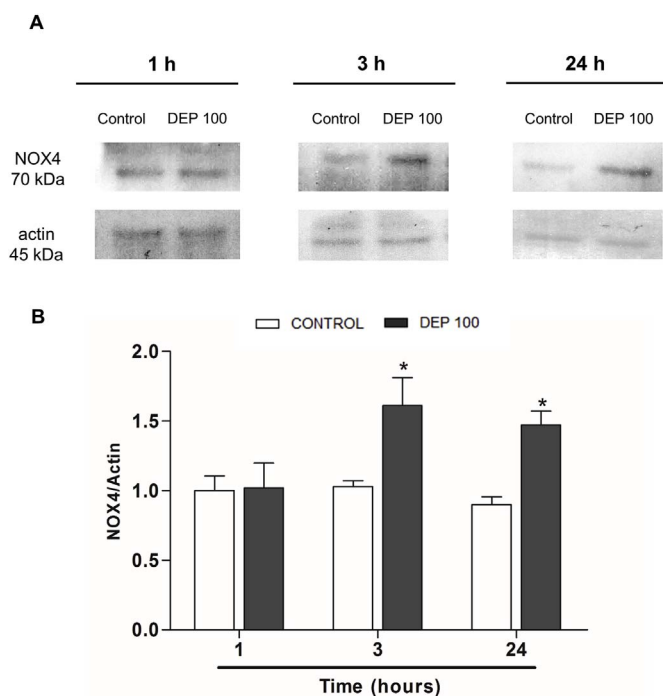 A
1 h 3 h 24 h
Control DEP 100 Control DEP 100 Control DEP 100
NOX4
70 kDa
actin
45 kDa
B
CONTROL DEP 100
2.0
1.5
1.0
0.5
0.0
NOX4/Actin
* *
1 3 24
Time (hours)